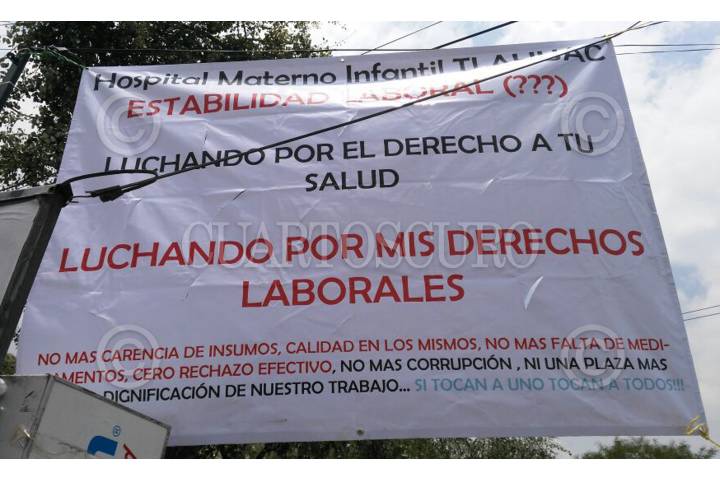 Hospital Materno Infantil TLAHUAC
ESTABILIDAD LABORAL (???)
LUCHANDO POR EL DERECHO A TU
SALUD
CUARTOSCURO
LUCHANDO POR MIS DERECHOS
LABORALES
NO MAS CARENCIA DE INSUMOS, CALIDAD EN LOS MISMOS, NO MAS FALTA DE MEDI-
AMENTOS, CERO RECHAZO EFECTIVO, NO MAS CORRUPCIÓN , NI UNA PLAZA MAS
DIGNIFICACIÓN DE NUESTRO TRABAJO... SI TOCAN A UNO TOCAN A TODOS!!!